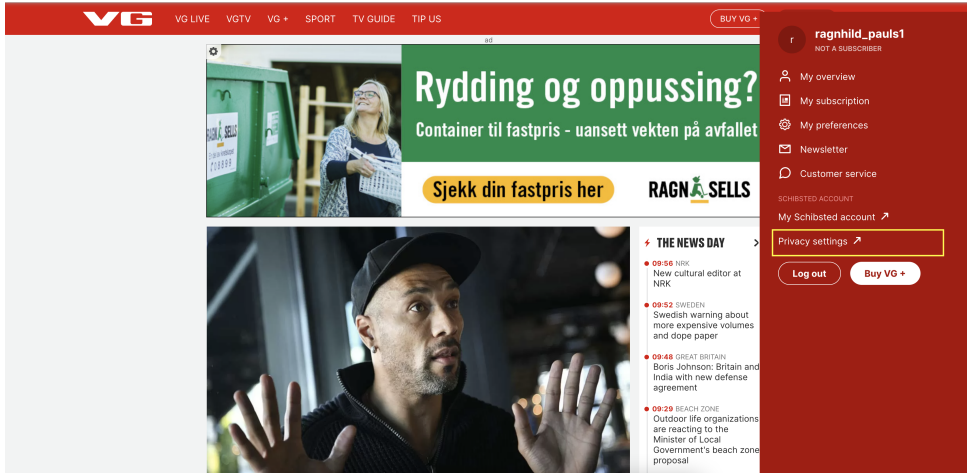 VG
VG LIVE VGTV VG + SPORT TV GUIDE TIP US
BUY VG +
ad
Rydding og oppussing?
Container til fastpris - uansett vekten på avfallet
Sjekk din fastpris her
RAGN SELLS
RAGN SELLS
THE NEWS DAY
09:56 NRK
New cultural editor at
NRK
09:52 SWEDEN
Swedish warning about
more expensive volumes
and dope paper
09:48 GREAT BRITAIN
Boris Johnson: Britain and
India with new defense
agreement
09:29 BEACH ZONE
Outdoor life organizations
are reacting to the
Minister of Local
Government's beach zone
proposal
r
ragnhild_pauls1
NOT A SUBSCRIBER
My overview
My subscription
My preferences
Newsletter
Customer service
SCHIBSTED ACCOUNT
My Schibsted account
Privacy settings
Log out
Buy VG +